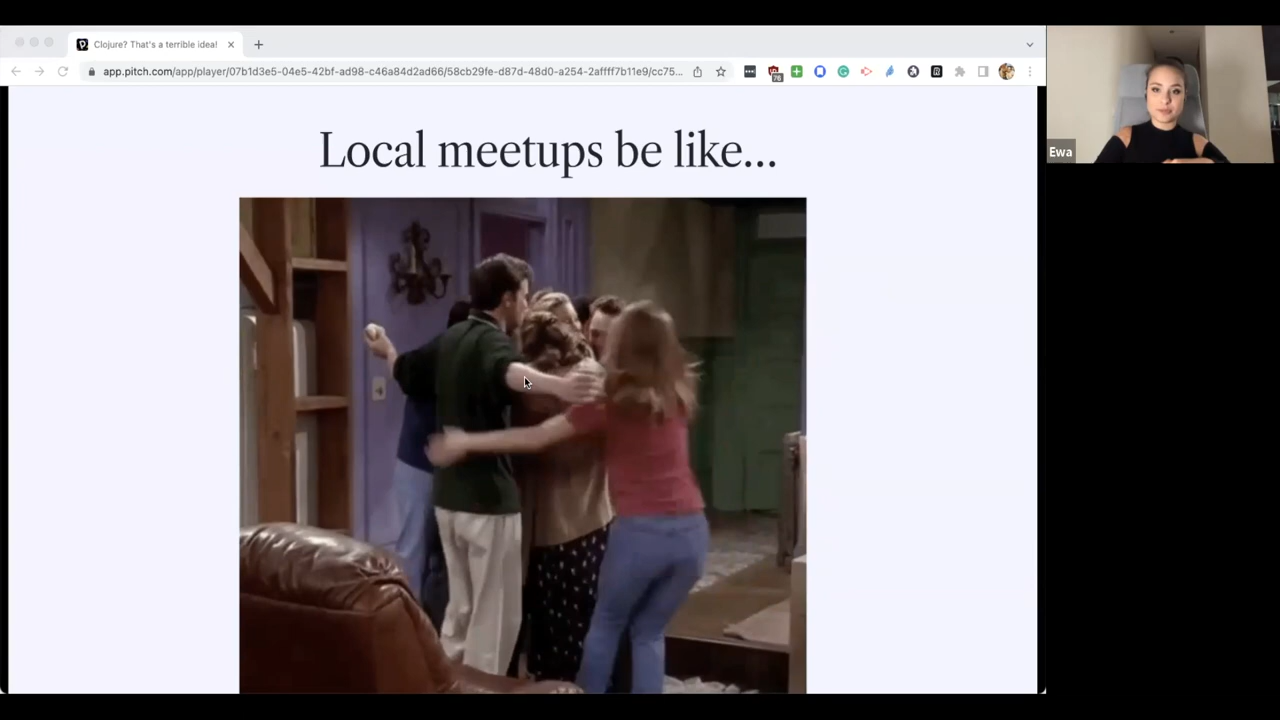 Clojure? That's a terrible idea!
app.pitch.com/app/player/07b1d3e5-04e5-42bf-ad98-c46a84d2ad66/58cb29fe-d87d-48d0-a254-2affff7b11e9/cc75...
76
Local meetups be like...
Ewa